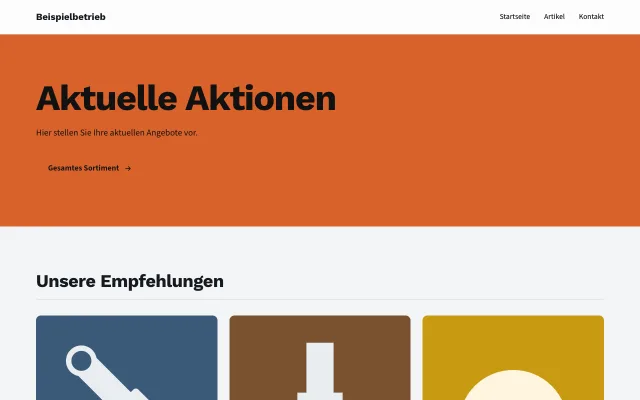 Beispielbetrieb
Startseite Artikel Kontakt
Aktuelle Aktionen
Hier stellen Sie Ihre aktuellen Angebote vor.
Gesamtes Sortiment →
Unsere Empfehlungen